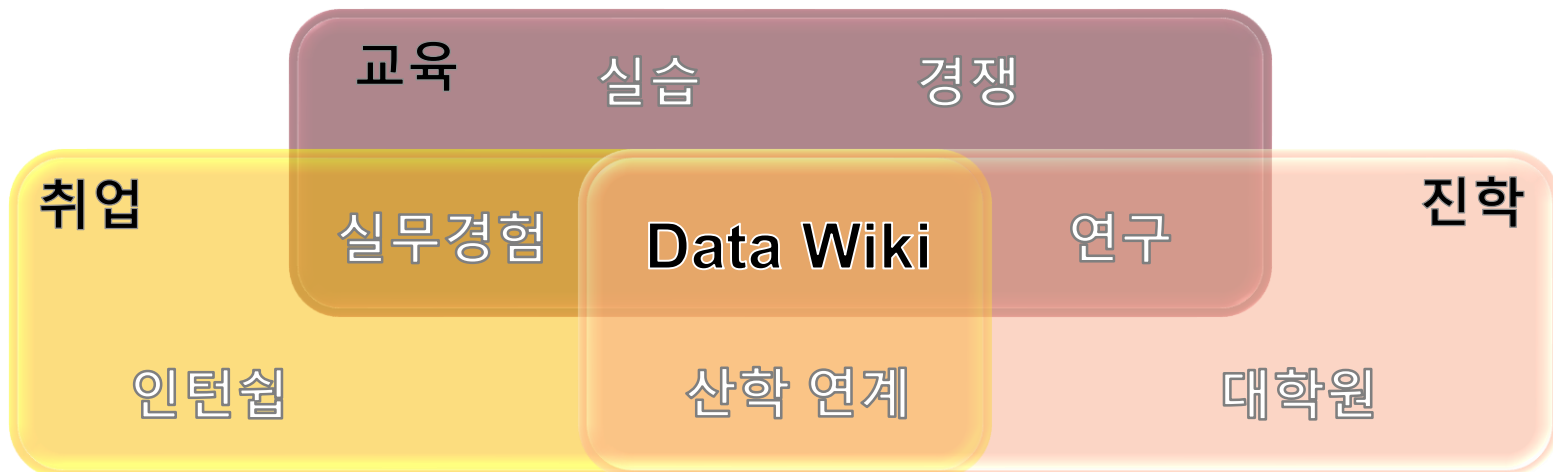 교육 실습 경쟁
취업 진학
실무경험 Data Wiki 연구
인턴쉽 산학 연계 대학원